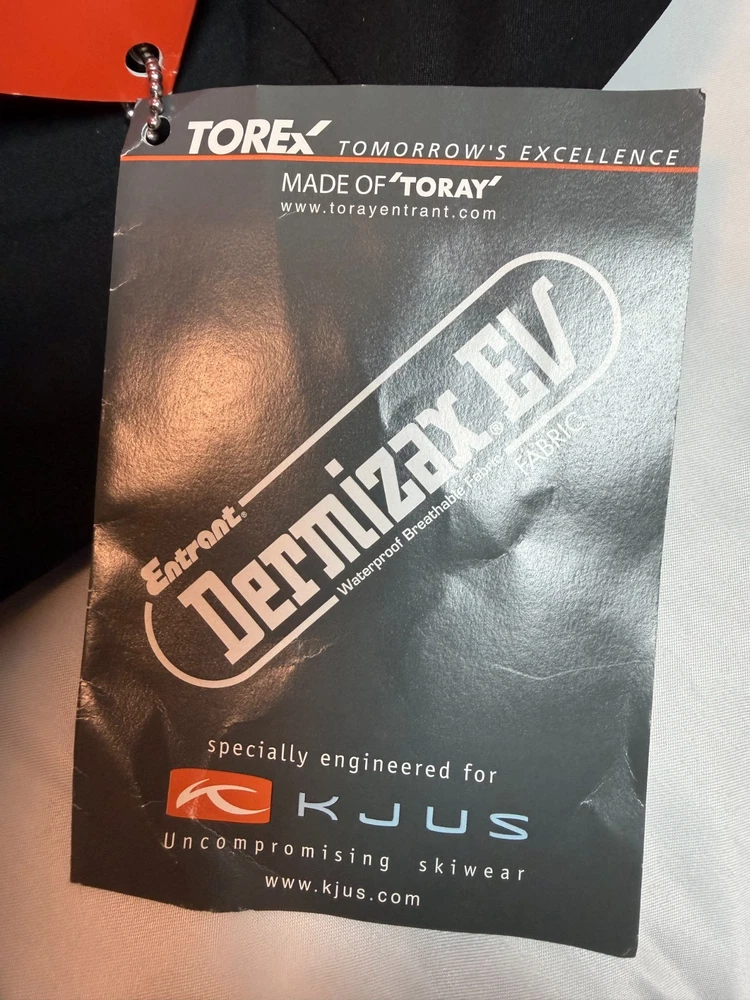 TOREX TOMORROW'S EXCELLENCE
MADE OF 'TORAY'
www.torayentrant.com
Entrant®
Dermizax® EV
Waterproof Breathable Fabric
FABRIC
specially engineered for
KJUS
Uncompromising skiwear
www.kjus.com